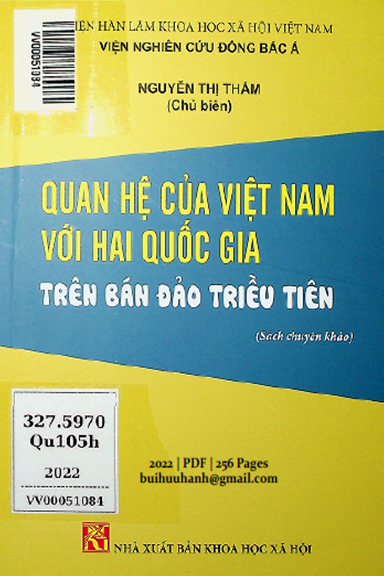 VV00051084
VIỆN HÀN LÂM KHOA HỌC XÃ HỘI VIỆT NAM
VIỆN NGHIÊN CỨU ĐÔNG BẮC Á
NGUYỄN THỊ THẮM
(Chủ biên)
QUAN HỆ CỦA VIỆT NAM
VỚI HAI QUỐC GIA
TRÊN BÁN ĐẢO TRIỀU TIÊN
(Sách chuyên khảo)
327.5970
Qu105h
2022
VV00051084
2022 | PDF | 256 Pages
buihuuhanh@gmail.com
NHÀ XUẤT BẢN KHOA HỌC XÃ HỘI